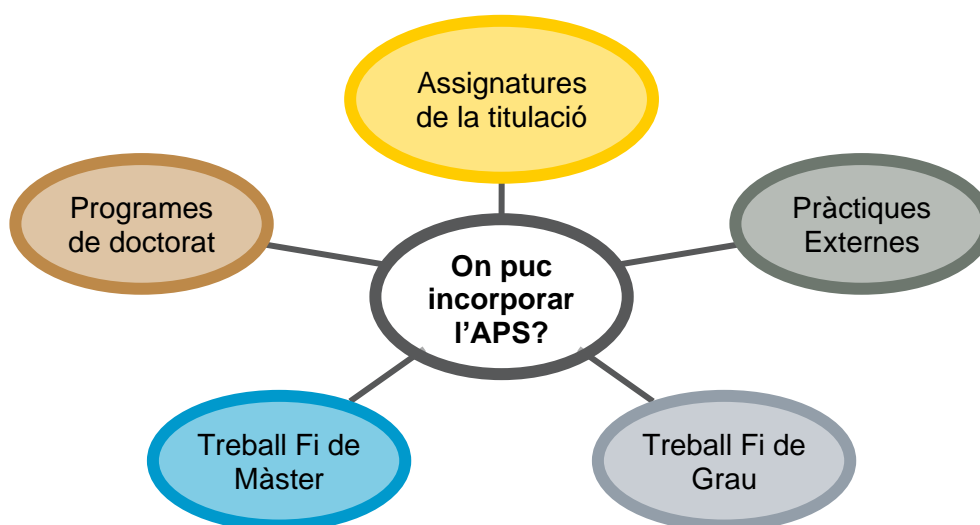 Assignatures
de la titulació
Programes
de doctorat
Pràctiques
Externes
On puc
incorporar
l’APS?
Treball Fi de
Màster
Treball Fi de
Grau